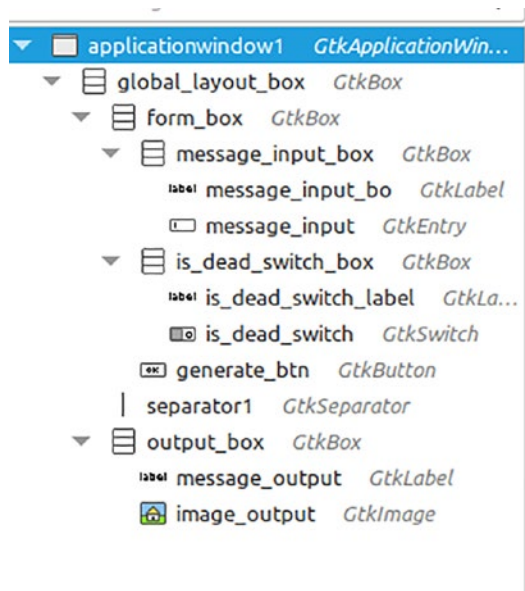 applicationwindow1 GtkApplicationWin...
global_layout_box GtkBox
form_box GtkBox
message_input_box GtkBox
label message_input_bo GtkLabel
message_input GtkEntry
is_dead_switch_box GtkBox
label is_dead_switch_label GtkLa...
is_dead_switch GtkSwitch
OK generate_btn GtkButton
separator1 GtkSeparator
output_box GtkBox
label message_output GtkLabel
image_output GtkImage